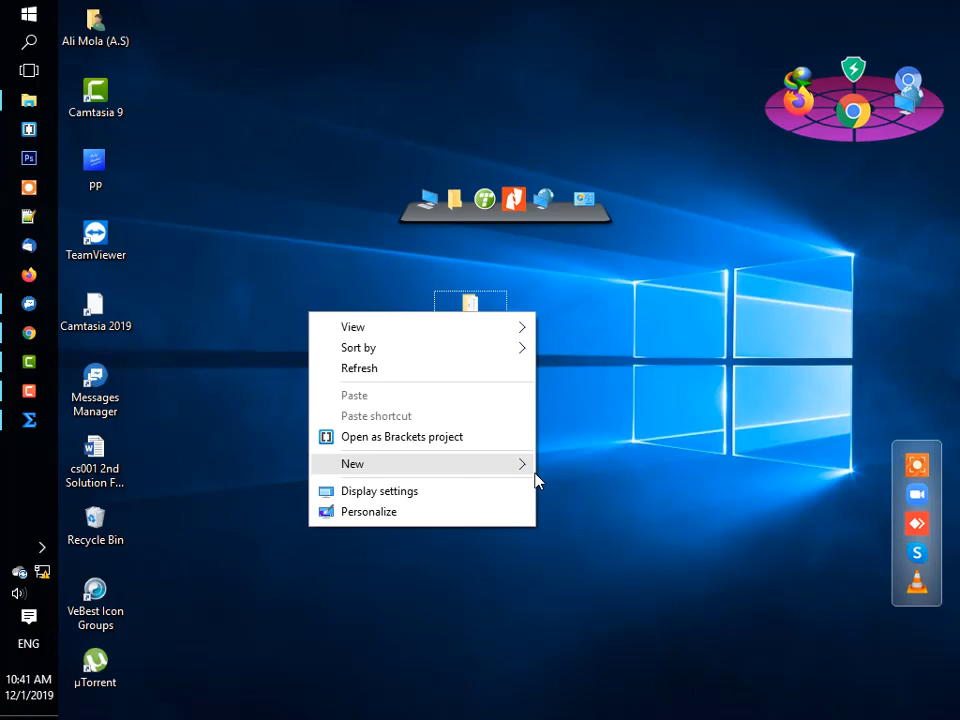 Ali Mola (A.S)
Camtasia 9
pp
TeamViewer
Camtasia 2019
Messages
Manager
cs001 2nd
Solution F...
Recycle Bin
VeBest Icon
Groups
µTorrent
View
Sort by
Refresh
Paste
Paste shortcut
Open as Brackets project
New
Display settings
Personalize
Ps
S
ENG
10:41 AM
12/1/2019